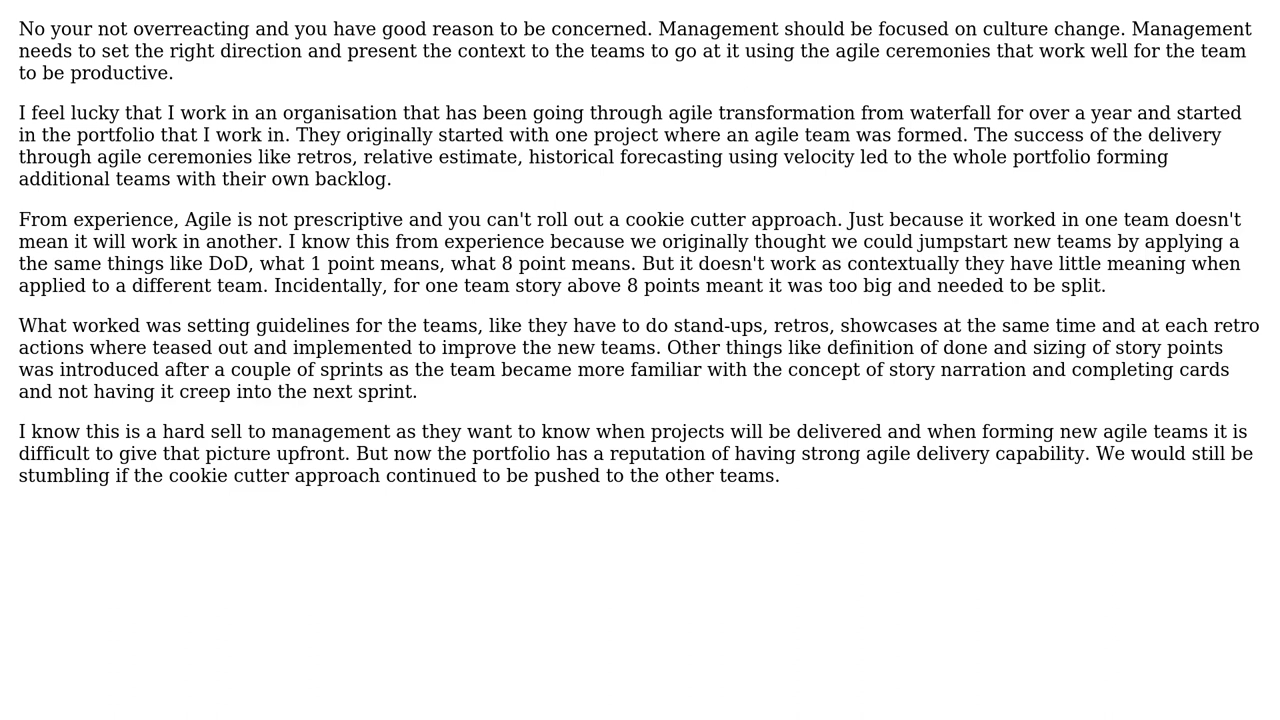 No your not overreacting and you have good reason to be concerned. Management should be focused on culture change. Management
needs to set the right direction and present the context to the teams to go at it using the agile ceremonies that work well for the team
to be productive.
I feel lucky that I work in an organisation that has been going through agile transformation from waterfall for over a year and started
in the portfolio that I work in. They originally started with one project where an agile team was formed. The success of the delivery
through agile ceremonies like retros, relative estimate, historical forecasting using velocity led to the whole portfolio forming
additional teams with their own backlog.
From experience, Agile is not prescriptive and you can't roll out a cookie cutter approach. Just because it worked in one team doesn't
mean it will work in another. I know this from experience because we originally thought we could jumpstart new teams by applying a
the same things like DoD, what 1 point means, what 8 point means. But it doesn't work as contextually they have little meaning when
applied to a different team. Incidentally, for one team story above 8 points meant it was too big and needed to be split.
What worked was setting guidelines for the teams, like they have to do stand-ups, retros, showcases at the same time and at each retro
actions where teased out and implemented to improve the new teams. Other things like definition of done and sizing of story points
was introduced after a couple of sprints as the team became more familiar with the concept of story narration and completing cards
and not having it creep into the next sprint.
I know this is a hard sell to management as they want to know when projects will be delivered and when forming new agile teams it is
difficult to give that picture upfront. But now the portfolio has a reputation of having strong agile delivery capability. We would still be
stumbling if the cookie cutter approach continued to be pushed to the other teams.